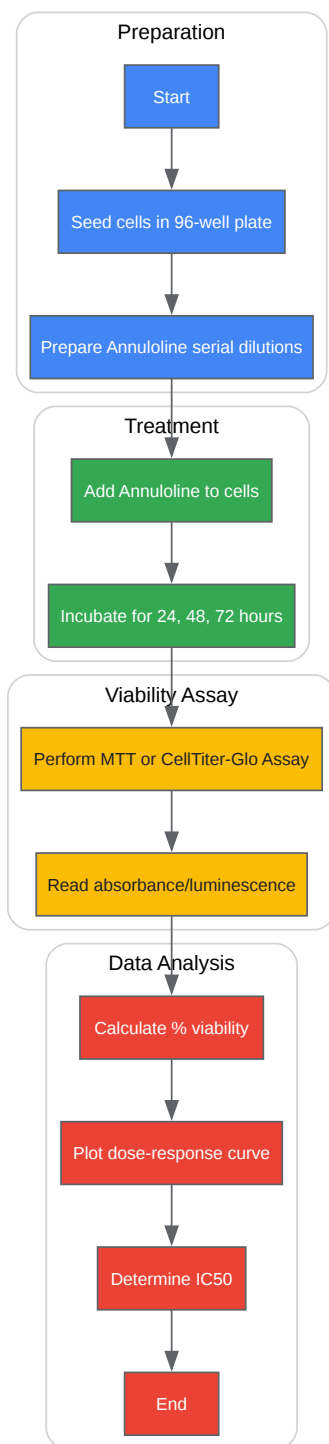 Preparation
Start
Seed cells in 96-well plate
Prepare Annuloline serial dilutions
Treatment
Add Annuloline to cells
Incubate for 24, 48, 72 hours
Viability Assay
Perform MTT or CellTiter-Glo Assay
Read absorbance/luminescence
Data Analysis
Calculate % viability
Plot dose-response curve
Determine IC50
End